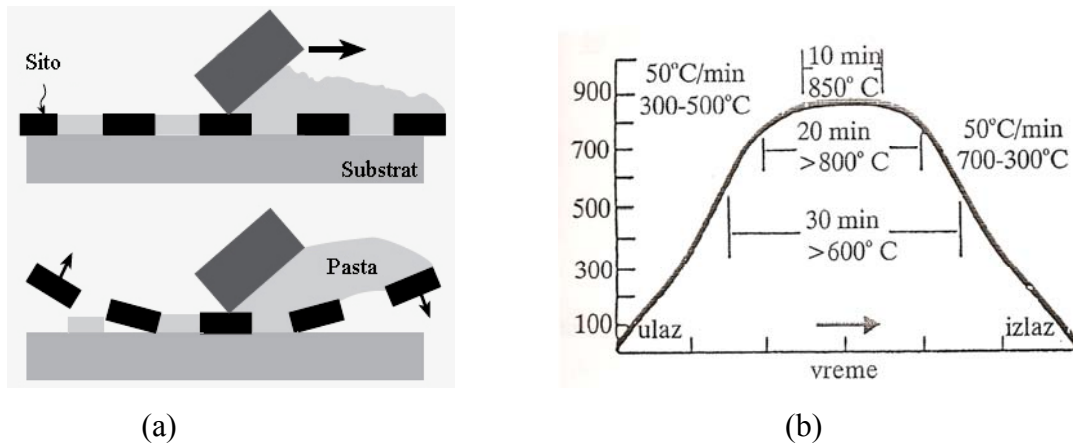 Sito
Substrat
Pasta
(a)
10 min
850° C
50°C/min
300-500°C
20 min
>800° C
50°C/min
700-300°C
30 min
>600° C
900
700
500
300
100
ulaz
izlaz
vreme
(b)